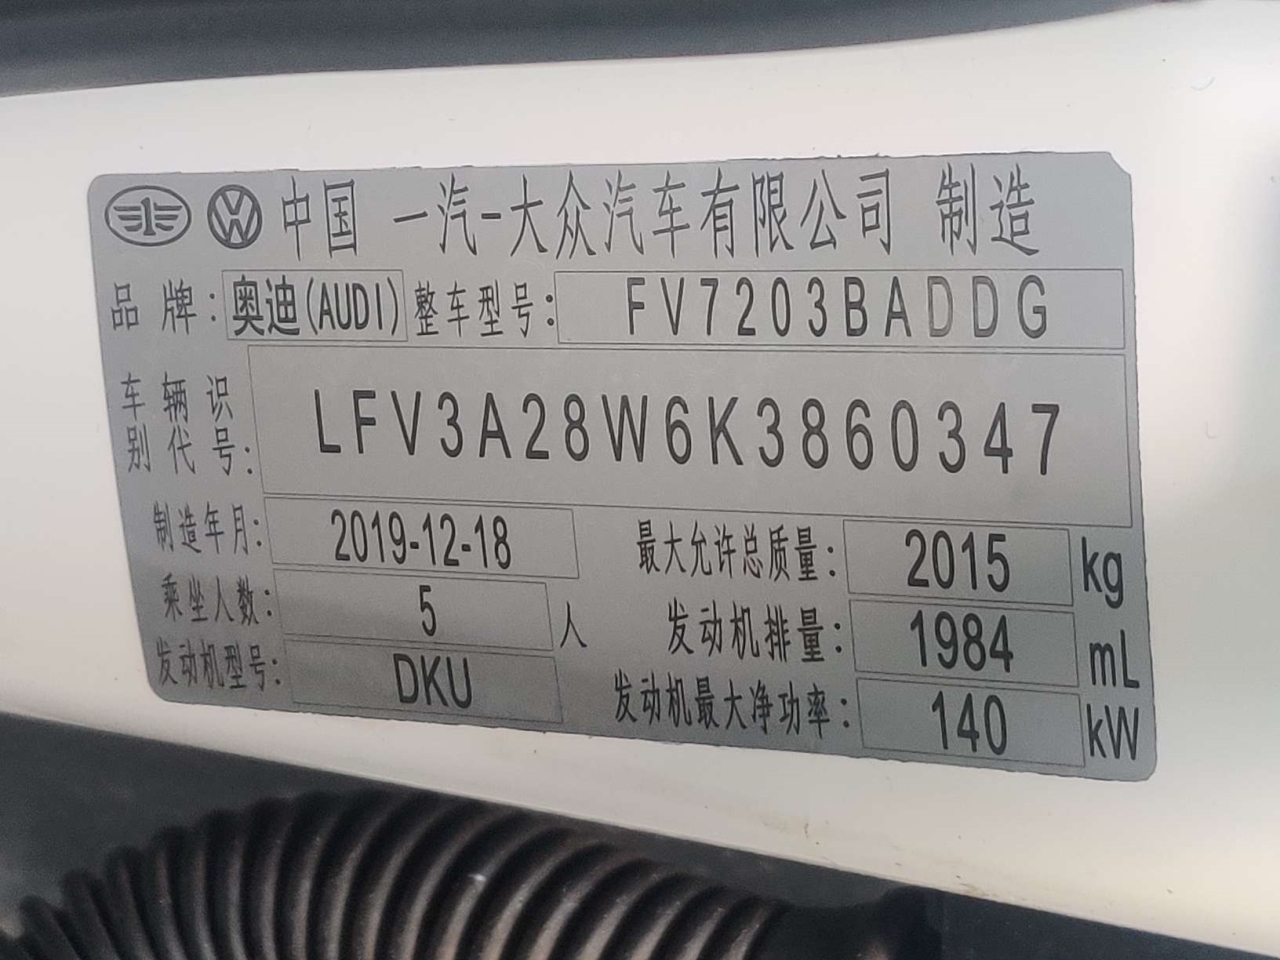 中国 一汽-大众汽车有限公司 制造
品牌: 奥迪(AUDI) 整车型号: FV7203BADDG
车辆识别代号: LFV3A28W6K3860347
制造年月: 2019-12-18 最大允许总质量: 2015 kg
乘坐人数: 5 人 发动机排量: 1984 mL
发动机型号: DKU 发动机最大净功率: 140 kW